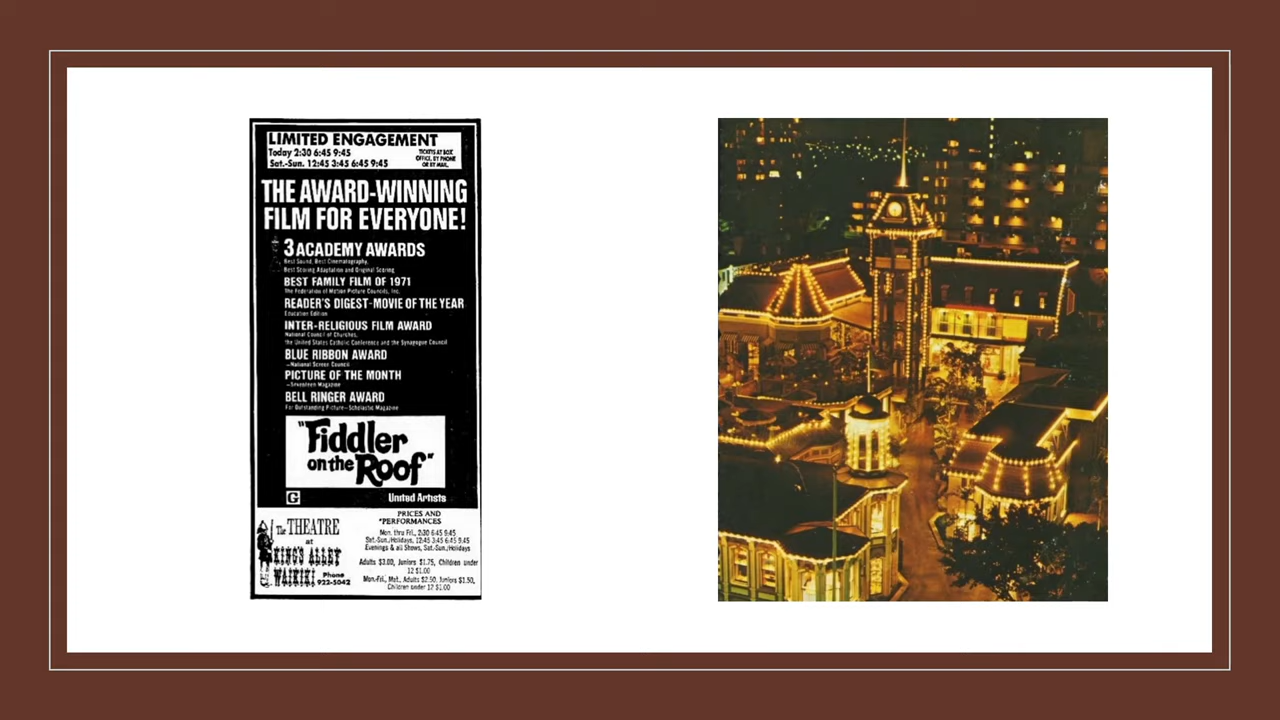 LIMITED ENGAGEMENT
Today 2:30 6:45 9:45
Sat.-Sun. 12:45 3:45 6:45 9:45
TICKETS AT BOX
OFFICE, BY PHONE
OR BY MAIL.
THE AWARD-WINNING
FILM FOR EVERYONE!
3 ACADEMY AWARDS
Best Sound, Best Cinematography,
Best Scoring Adaptation and Original Scoring
BEST FAMILY FILM OF 1971
The Federation of Motion Picture Councils, Inc.
READER'S DIGEST-MOVIE OF THE YEAR
Education Edition
INTER-RELIGIOUS FILM AWARD
National Council of Churches,
the United States Catholic Conference and the Synagogue Council
BLUE RIBBON AWARD
—National Screen Council
PICTURE OF THE MONTH
—Seventeen Magazine
BELL RINGER AWARD
For Outstanding Picture—Scholastic Magazine
"Fiddler
on the Roof"
G
United Artists
The THEATRE
at
KING'S ALLEY
WAIKIKI
Phone
922-5042
PRICES AND
*PERFORMANCES
Mon. thru Fri., 2:30 6:45 9:45
Sat.-Sun./Holidays, 12:45 3:45 6:45 9:45
Evenings & all Shows, Sat.-Sun./Holidays
Adults $3.00, Juniors $1.75, Children under
12 $1.00
Mon.-Fri., Mat., Adults $2.50, Juniors $1.50,
Children under 12 $1.00